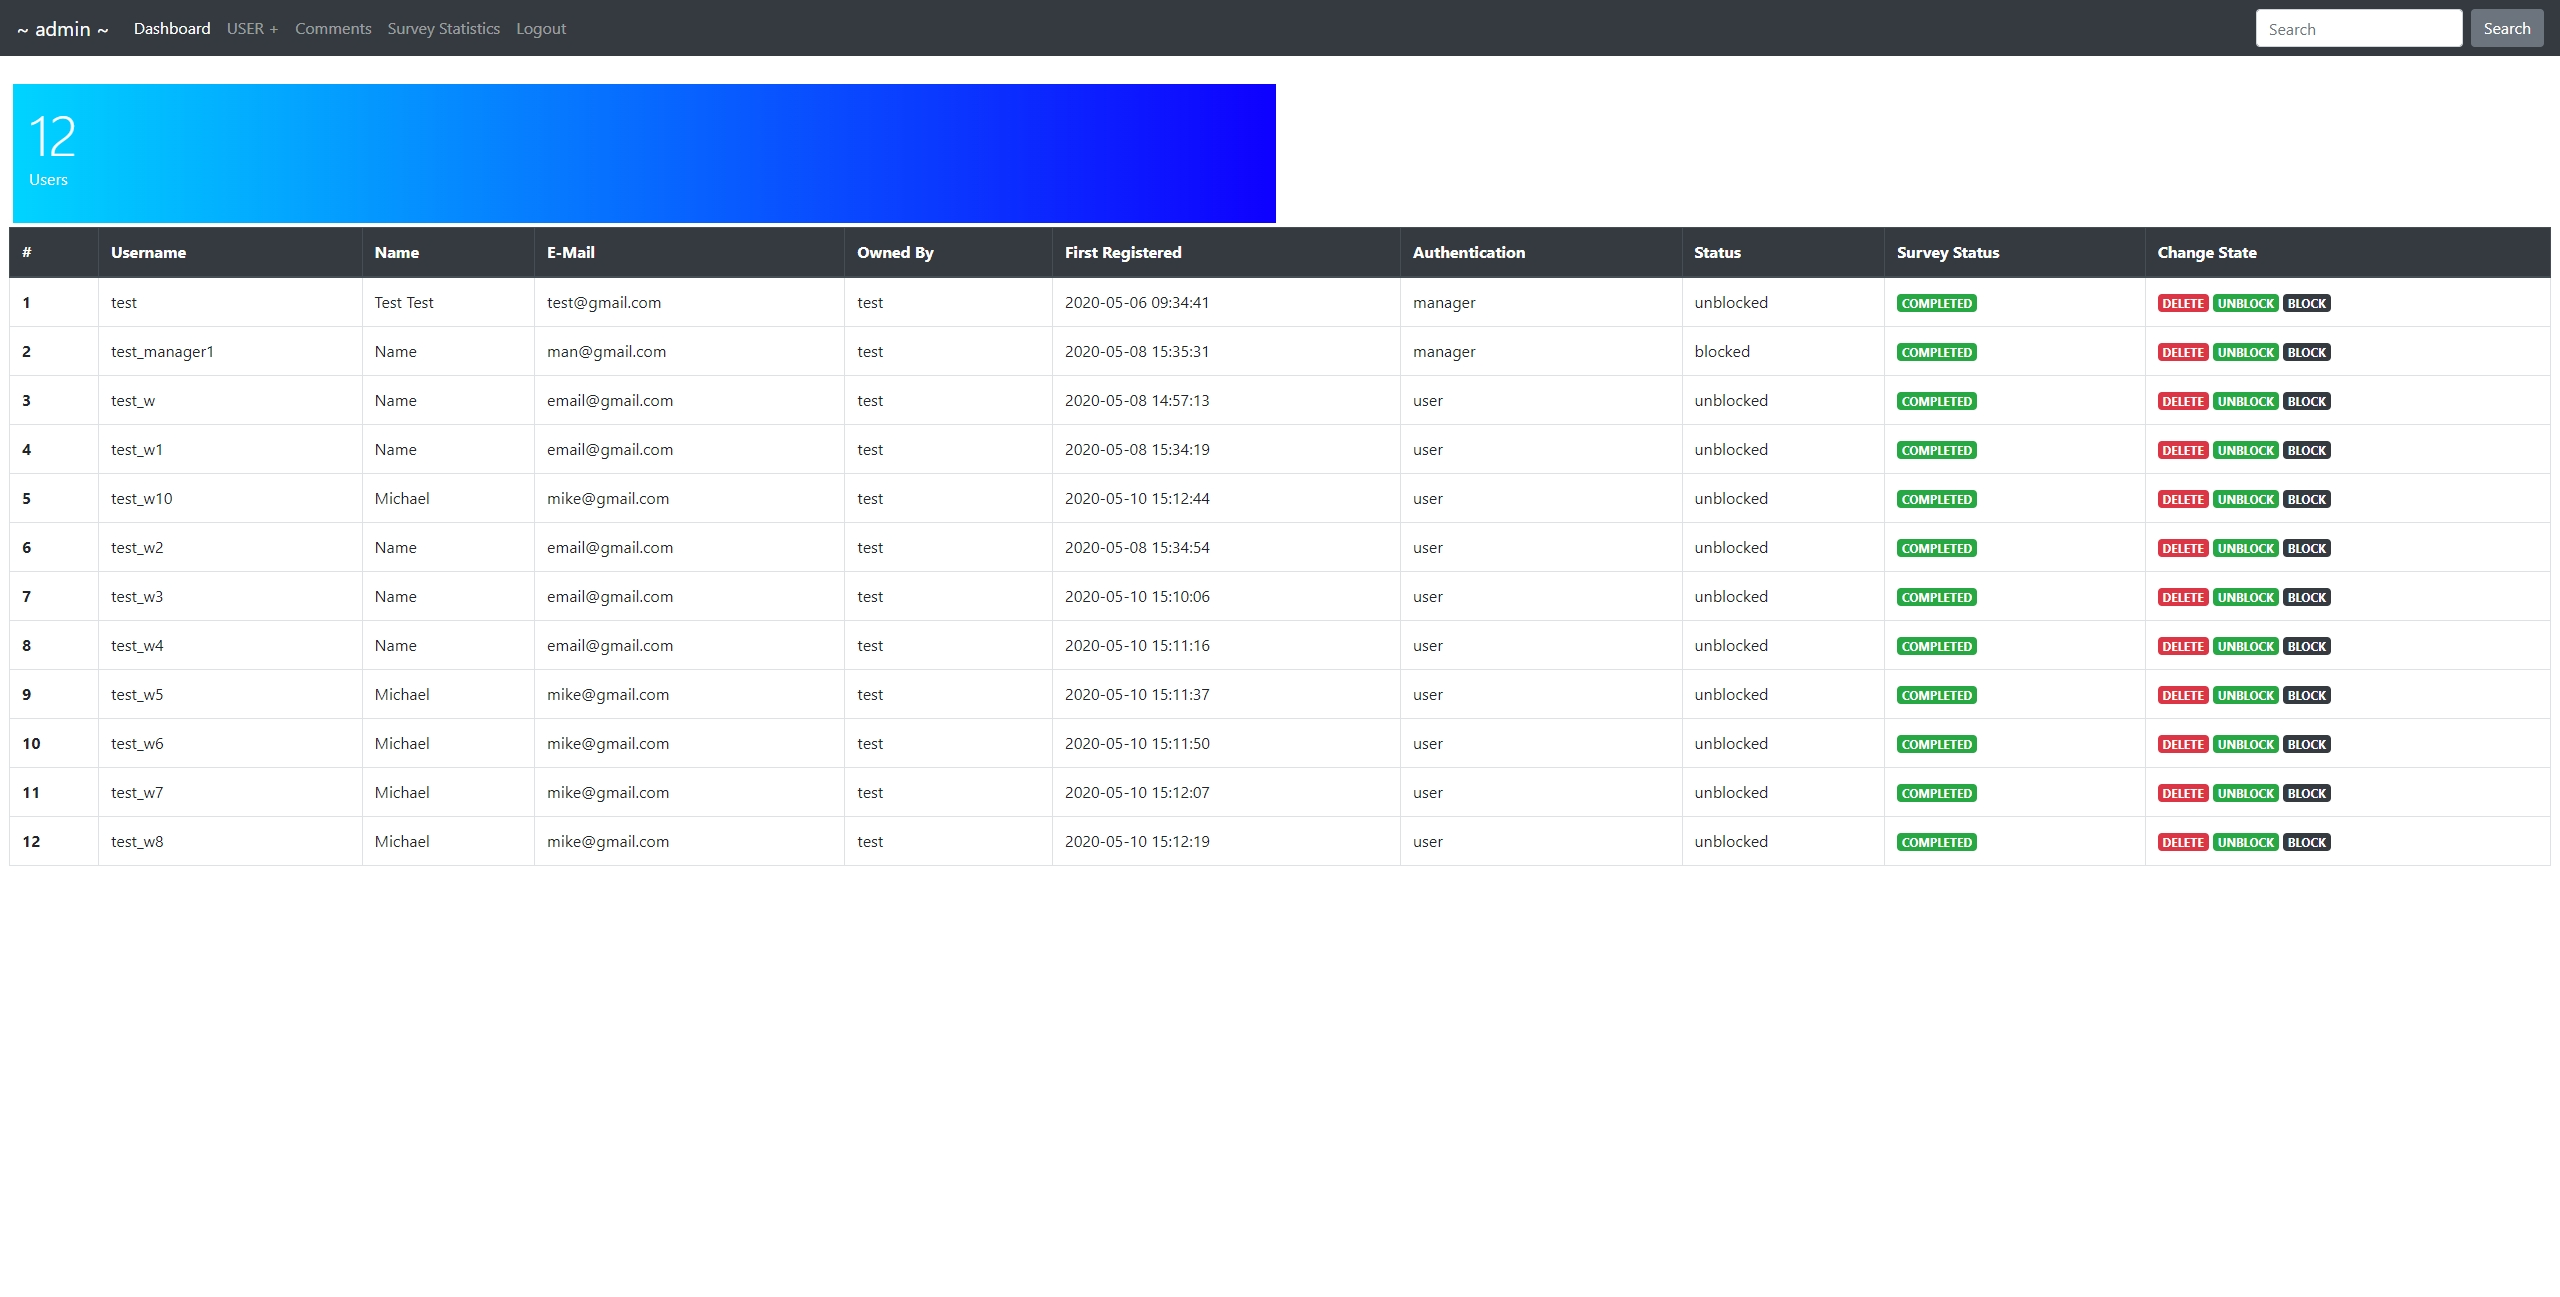 ~ admin ~ Dashboard USER + Comments Survey Statistics Logout Search Search
12
Users
# Username Name E-Mail Owned By First Registered Authentication Status Survey Status Change State
1 test Test Test test@gmail.com test 2020-05-06 09:34:41 manager unblocked COMPLETED DELETE UNBLOCK BLOCK
2 test_manager1 Name man@gmail.com test 2020-05-08 15:35:31 manager blocked COMPLETED DELETE UNBLOCK BLOCK
3 test_w Name email@gmail.com test 2020-05-08 14:57:13 user unblocked COMPLETED DELETE UNBLOCK BLOCK
4 test_w1 Name email@gmail.com test 2020-05-08 15:34:19 user unblocked COMPLETED DELETE UNBLOCK BLOCK
5 test_w10 Michael mike@gmail.com test 2020-05-10 15:12:44 user unblocked COMPLETED DELETE UNBLOCK BLOCK
6 test_w2 Name email@gmail.com test 2020-05-08 15:34:54 user unblocked COMPLETED DELETE UNBLOCK BLOCK
7 test_w3 Name email@gmail.com test 2020-05-10 15:10:06 user unblocked COMPLETED DELETE UNBLOCK BLOCK
8 test_w4 Name email@gmail.com test 2020-05-10 15:11:16 user unblocked COMPLETED DELETE UNBLOCK BLOCK
9 test_w5 Michael mike@gmail.com test 2020-05-10 15:11:37 user unblocked COMPLETED DELETE UNBLOCK BLOCK
10 test_w6 Michael mike@gmail.com test 2020-05-10 15:11:50 user unblocked COMPLETED DELETE UNBLOCK BLOCK
11 test_w7 Michael mike@gmail.com test 2020-05-10 15:12:07 user unblocked COMPLETED DELETE UNBLOCK BLOCK
12 test_w8 Michael mike@gmail.com test 2020-05-10 15:12:19 user unblocked COMPLETED DELETE UNBLOCK BLOCK